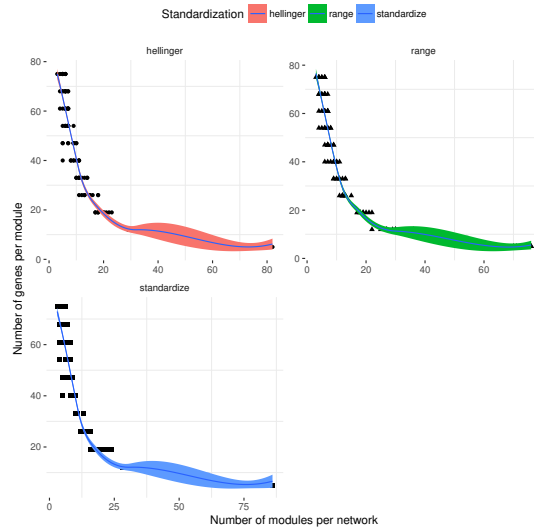 Standardization hellinger range standardize
hellinger
range
80
60
40
20
0
0 20 40 60 80
80
60
40
20
0
0 20 40 60
Number of genes per module
standardize
60
40
20
0 25 50 75
Number of modules per network